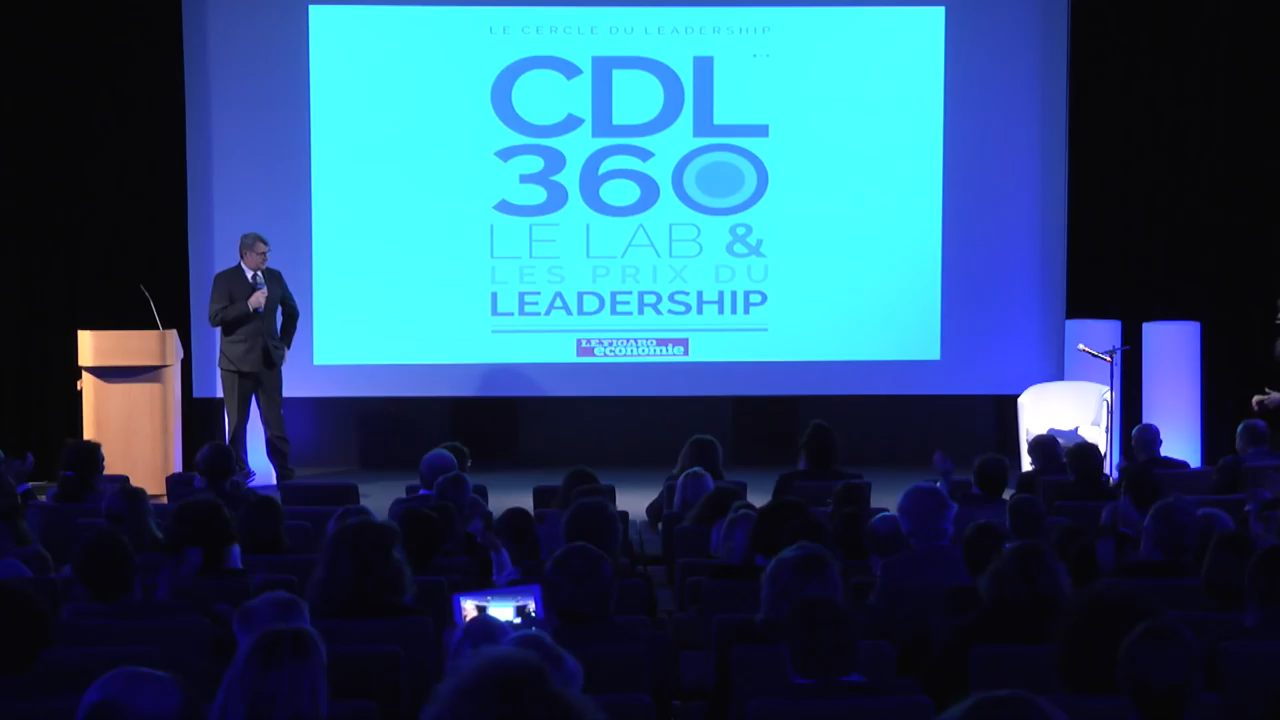 LE CERCLE DU LEADERSHIP
CDL
360
LE LAB &
LES PRIX DU
LEADERSHIP
LE FIGARO
économie